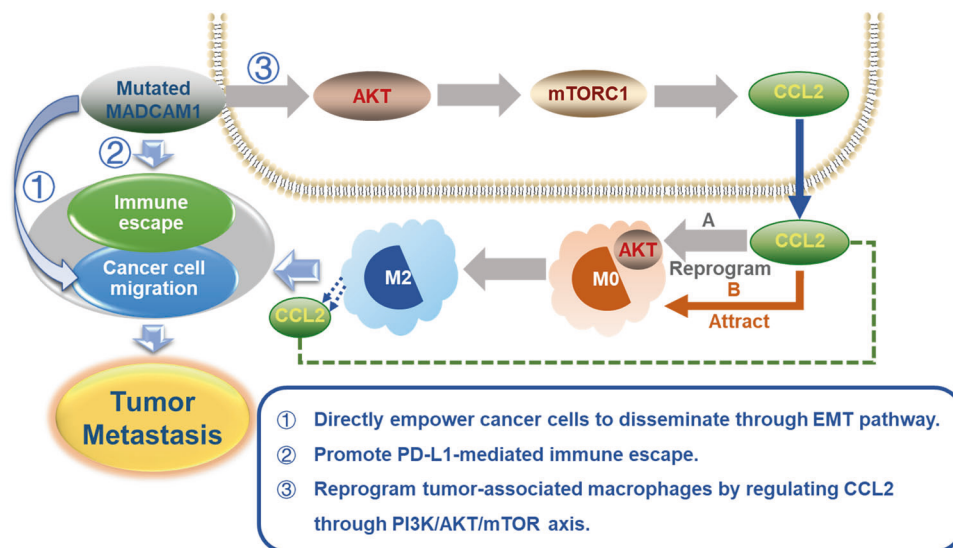 ③
Mutated
MADCAM1
AKT
mTORC1
CCL2
②
①
Immune
escape
Cancer cell
migration
M2
CCL2
M0
AKT
A
Reprogram
B
Attract
CCL2
Tumor
Metastasis
① Directly empower cancer cells to disseminate through EMT pathway.
② Promote PD-L1-mediated immune escape.
③ Reprogram tumor-associated macrophages by regulating CCL2
through PI3K/AKT/mTOR axis.